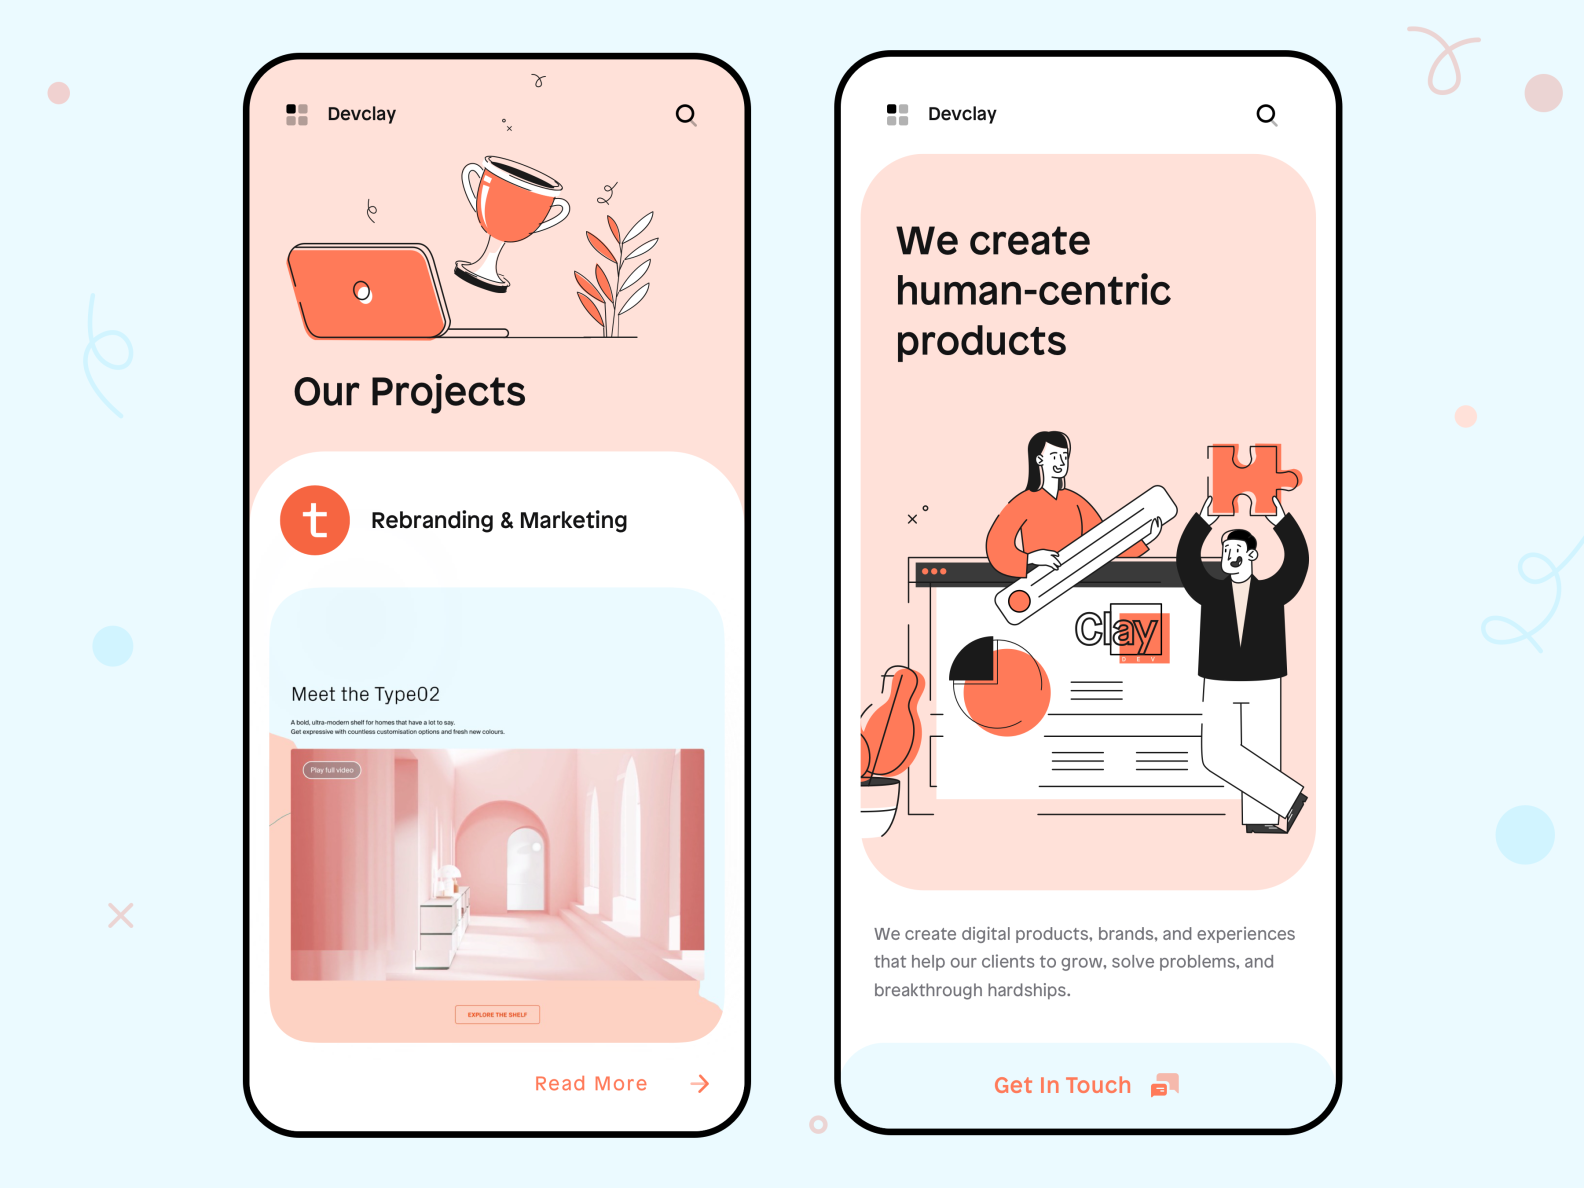 Devclay
Our Projects
t
Rebranding & Marketing
Meet the Type02
A bold, ultra-modern shelf for homes that have a lot to say.
Get expressive with countless customisation options and fresh new colours.
Play full video
EXPLORE THE SHELF
Read More
Devclay
We create
human-centric
products
Clay
DEV
We create digital products, brands, and experiences
that help our clients to grow, solve problems, and
breakthrough hardships.
Get In Touch